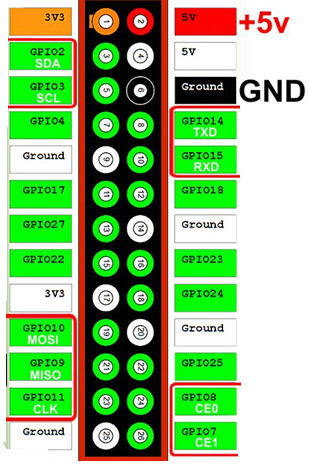 3V3 1 2 5V +5v
GPIO2 3 4 5V
SDA
GPIO3 5 6 Ground GND
SCL
GPIO4 7 8 GPIO14
TXD
Ground 9 10 GPIO15
RXD
GPIO17 11 12 GPIO18
GPIO27 13 14 Ground
GPIO22 15 16 GPIO23
3V3 17 18 GPIO24
GPIO10 19 20 Ground
MOSI
GPIO9 21 22 GPIO25
MISO
GPIO11 23 24 GPIO8
CLK CE0
Ground 25 26 GPIO7
CE1